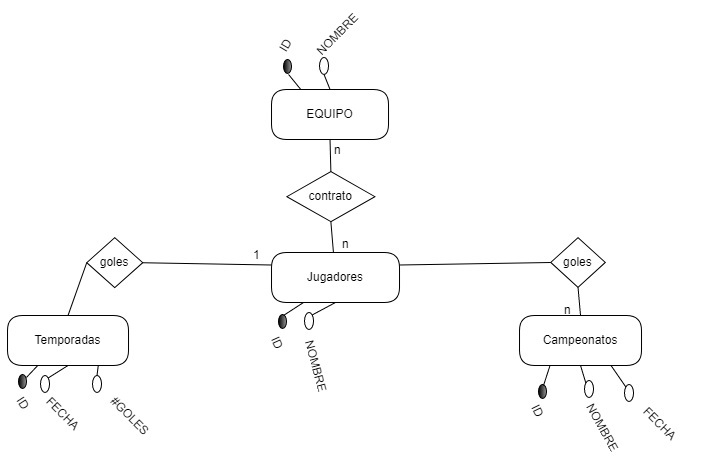 ID
NOMBRE
EQUIPO
n
contrato
n
goles
1
Jugadores
goles
n
Temporadas
ID
NOMBRE
Campeonatos
ID
FECHA
#GOLES
ID
NOMBRE
FECHA